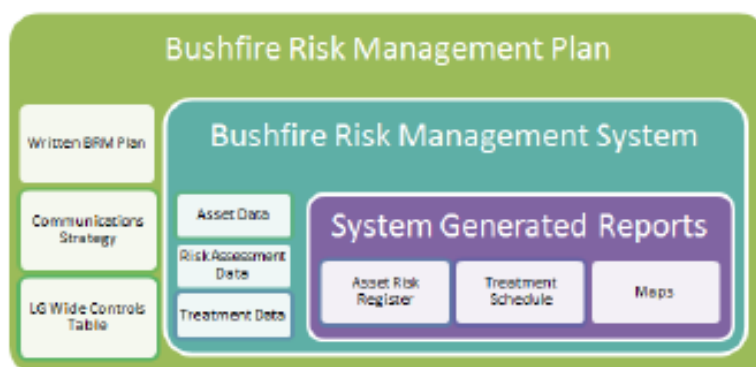 Bushfire Risk Management Plan
Written BRM Plan
Communications
Strategy
LG Wide Controls
Table
Bushfire Risk Management System
Asset Data
Risk Assessment
Data
Treatment Data
System Generated Reports
Asset Risk
Register
Treatment
Schedule
Maps